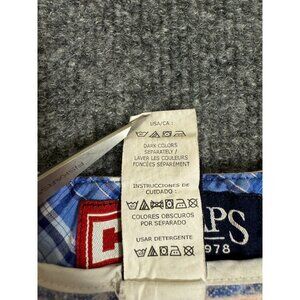 USA/CA :
DARK COLORS
SEPARATELY /
LAVER LES COULEURS
FONCÉES SÉPARÉMENT
INSTRUCCIONES DE
CUIDADO :
COLORES OBSCUROS
POR SEPARADO
USAR DETERGENTE
C
APS
978